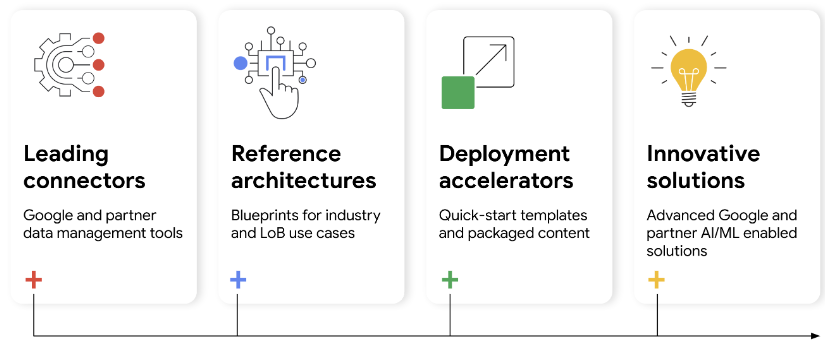 Leading
connectors
Google and partner
data management tools
Reference
architectures
Blueprints for industry
and LoB use cases
Deployment
accelerators
Quick-start templates
and packaged content
Innovative
solutions
Advanced Google and
partner AI/ML enabled
solutions